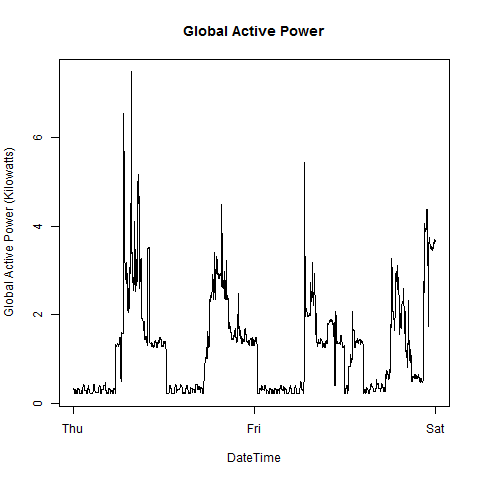 Global Active Power
Global Active Power (Kilowatts)
6
4
2
0
Thu Fri Sat
DateTime